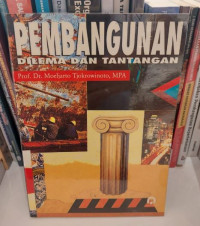 PEMBANGUNAN
DILEMA DAN TANTANGAN
Prof. Dr. Moeljarto Tjokrowinoto, MPA